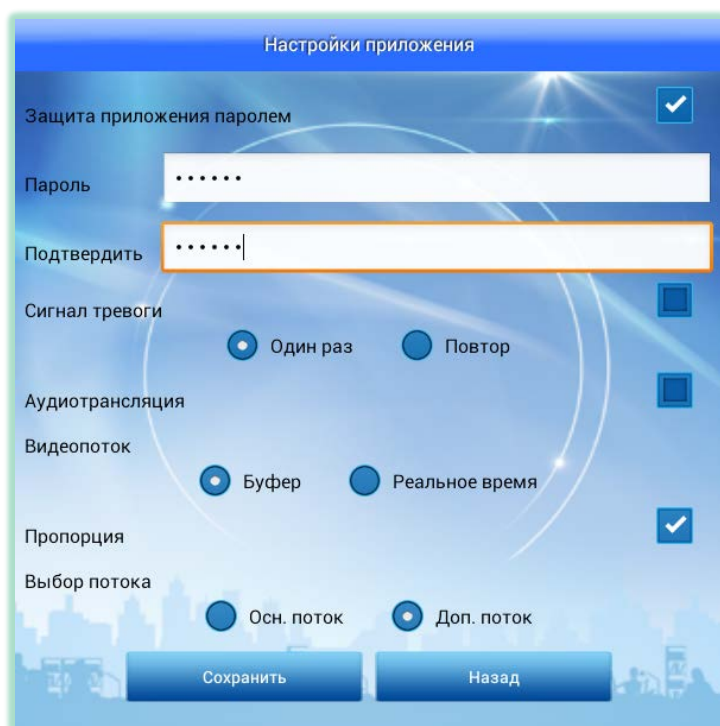 Настройки приложения
Защита приложения паролем
Пароль ••••••
Подтвердить ••••••
Сигнал тревоги
Один раз Повтор
Аудиотрансляция
Видеопоток
Буфер Реальное время
Пропорция
Выбор потока
Осн. поток Доп. поток
Сохранить Назад